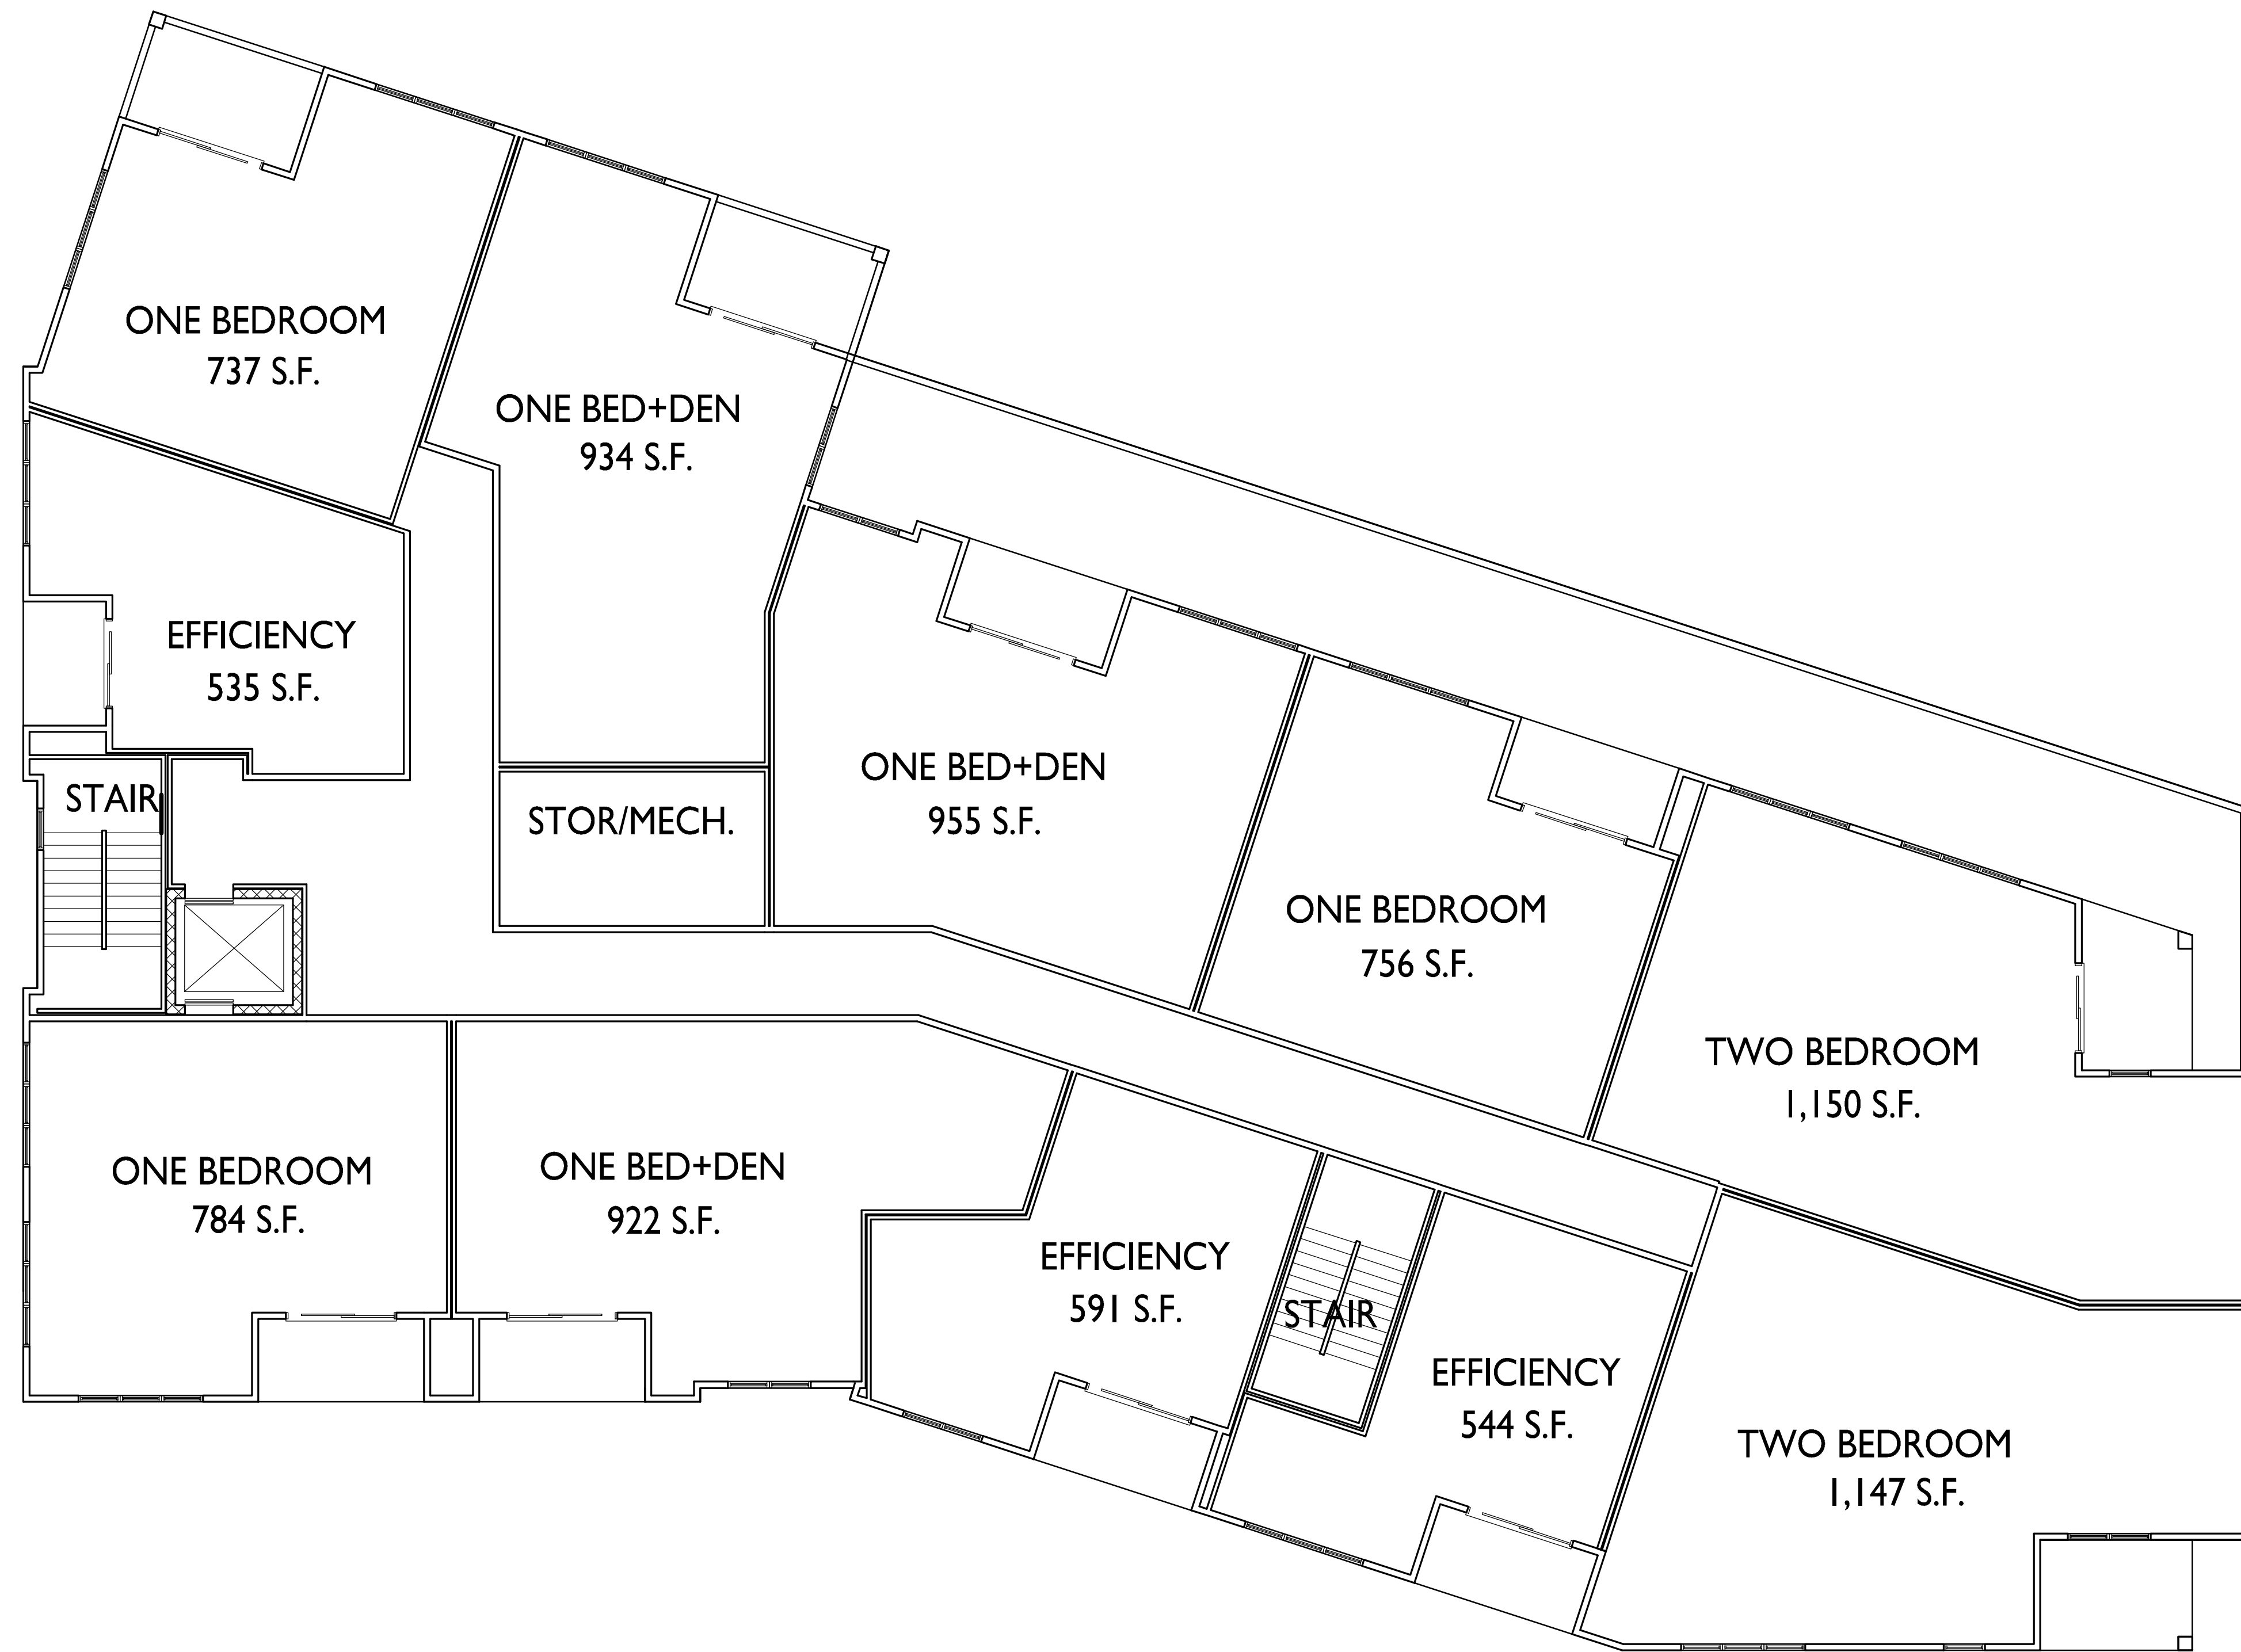 ONE BEDROOM
737 S.F.
ONE BED+DEN
934 S.F.
EFFICIENCY
535 S.F.
STAIR
STOR/MECH.
ONE BED+DEN
955 S.F.
ONE BEDROOM
756 S.F.
TWO BEDROOM
1,150 S.F.
ONE BEDROOM
784 S.F.
ONE BED+DEN
922 S.F.
EFFICIENCY
591 S.F.
STAIR
EFFICIENCY
544 S.F.
TWO BEDROOM
1,147 S.F.